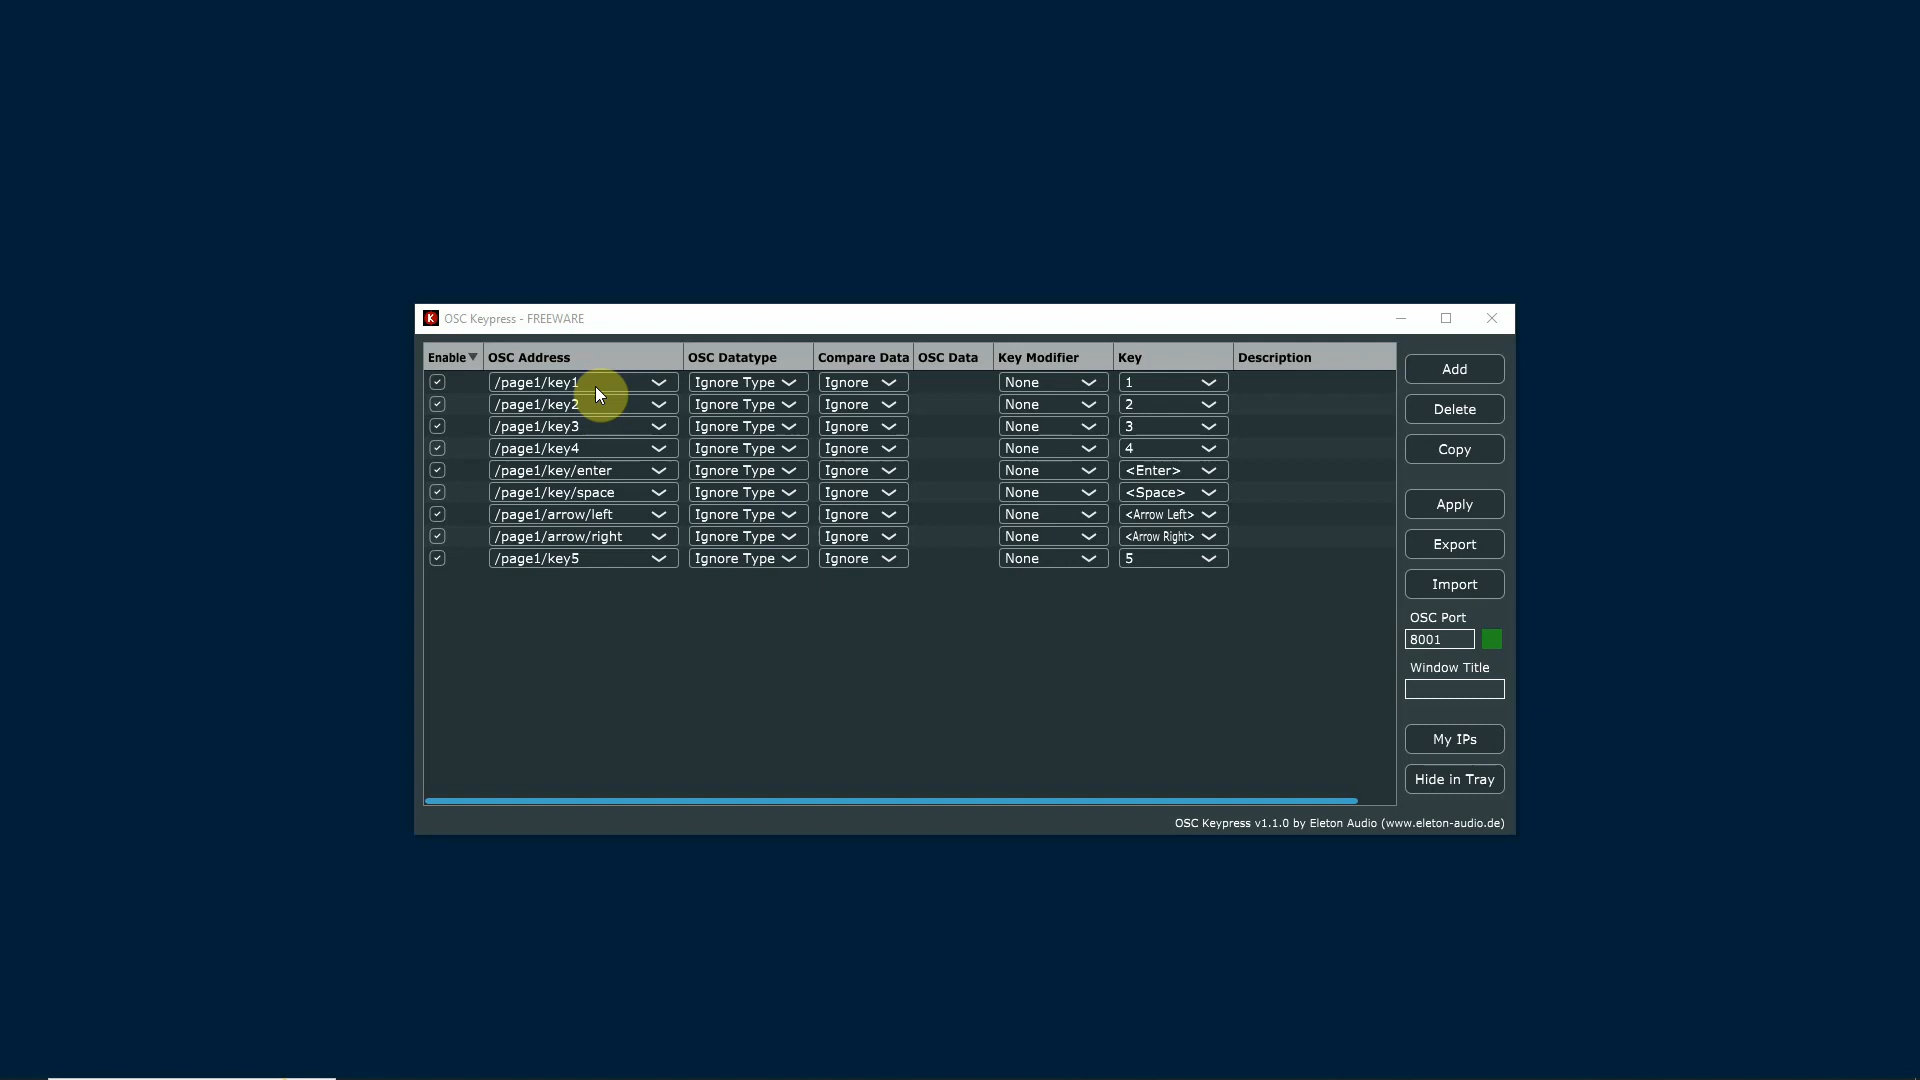 K OSC Keypress - FREEWARE
Enable OSC Address OSC Datatype Compare Data OSC Data Key Modifier Key Description
/page1/key1 Ignore Type Ignore None 1
/page1/key2 Ignore Type Ignore None 2
/page1/key3 Ignore Type Ignore None 3
/page1/key4 Ignore Type Ignore None 4
/page1/key/enter Ignore Type Ignore None <Enter>
/page1/key/space Ignore Type Ignore None <Space>
/page1/arrow/left Ignore Type Ignore None <Arrow Left>
/page1/arrow/right Ignore Type Ignore None <Arrow Right>
/page1/key5 Ignore Type Ignore None 5
Add
Delete
Copy
Apply
Export
Import
OSC Port
8001
Window Title
My IPs
Hide in Tray
OSC Keypress v1.1.0 by Eleton Audio (www.eleton-audio.de)